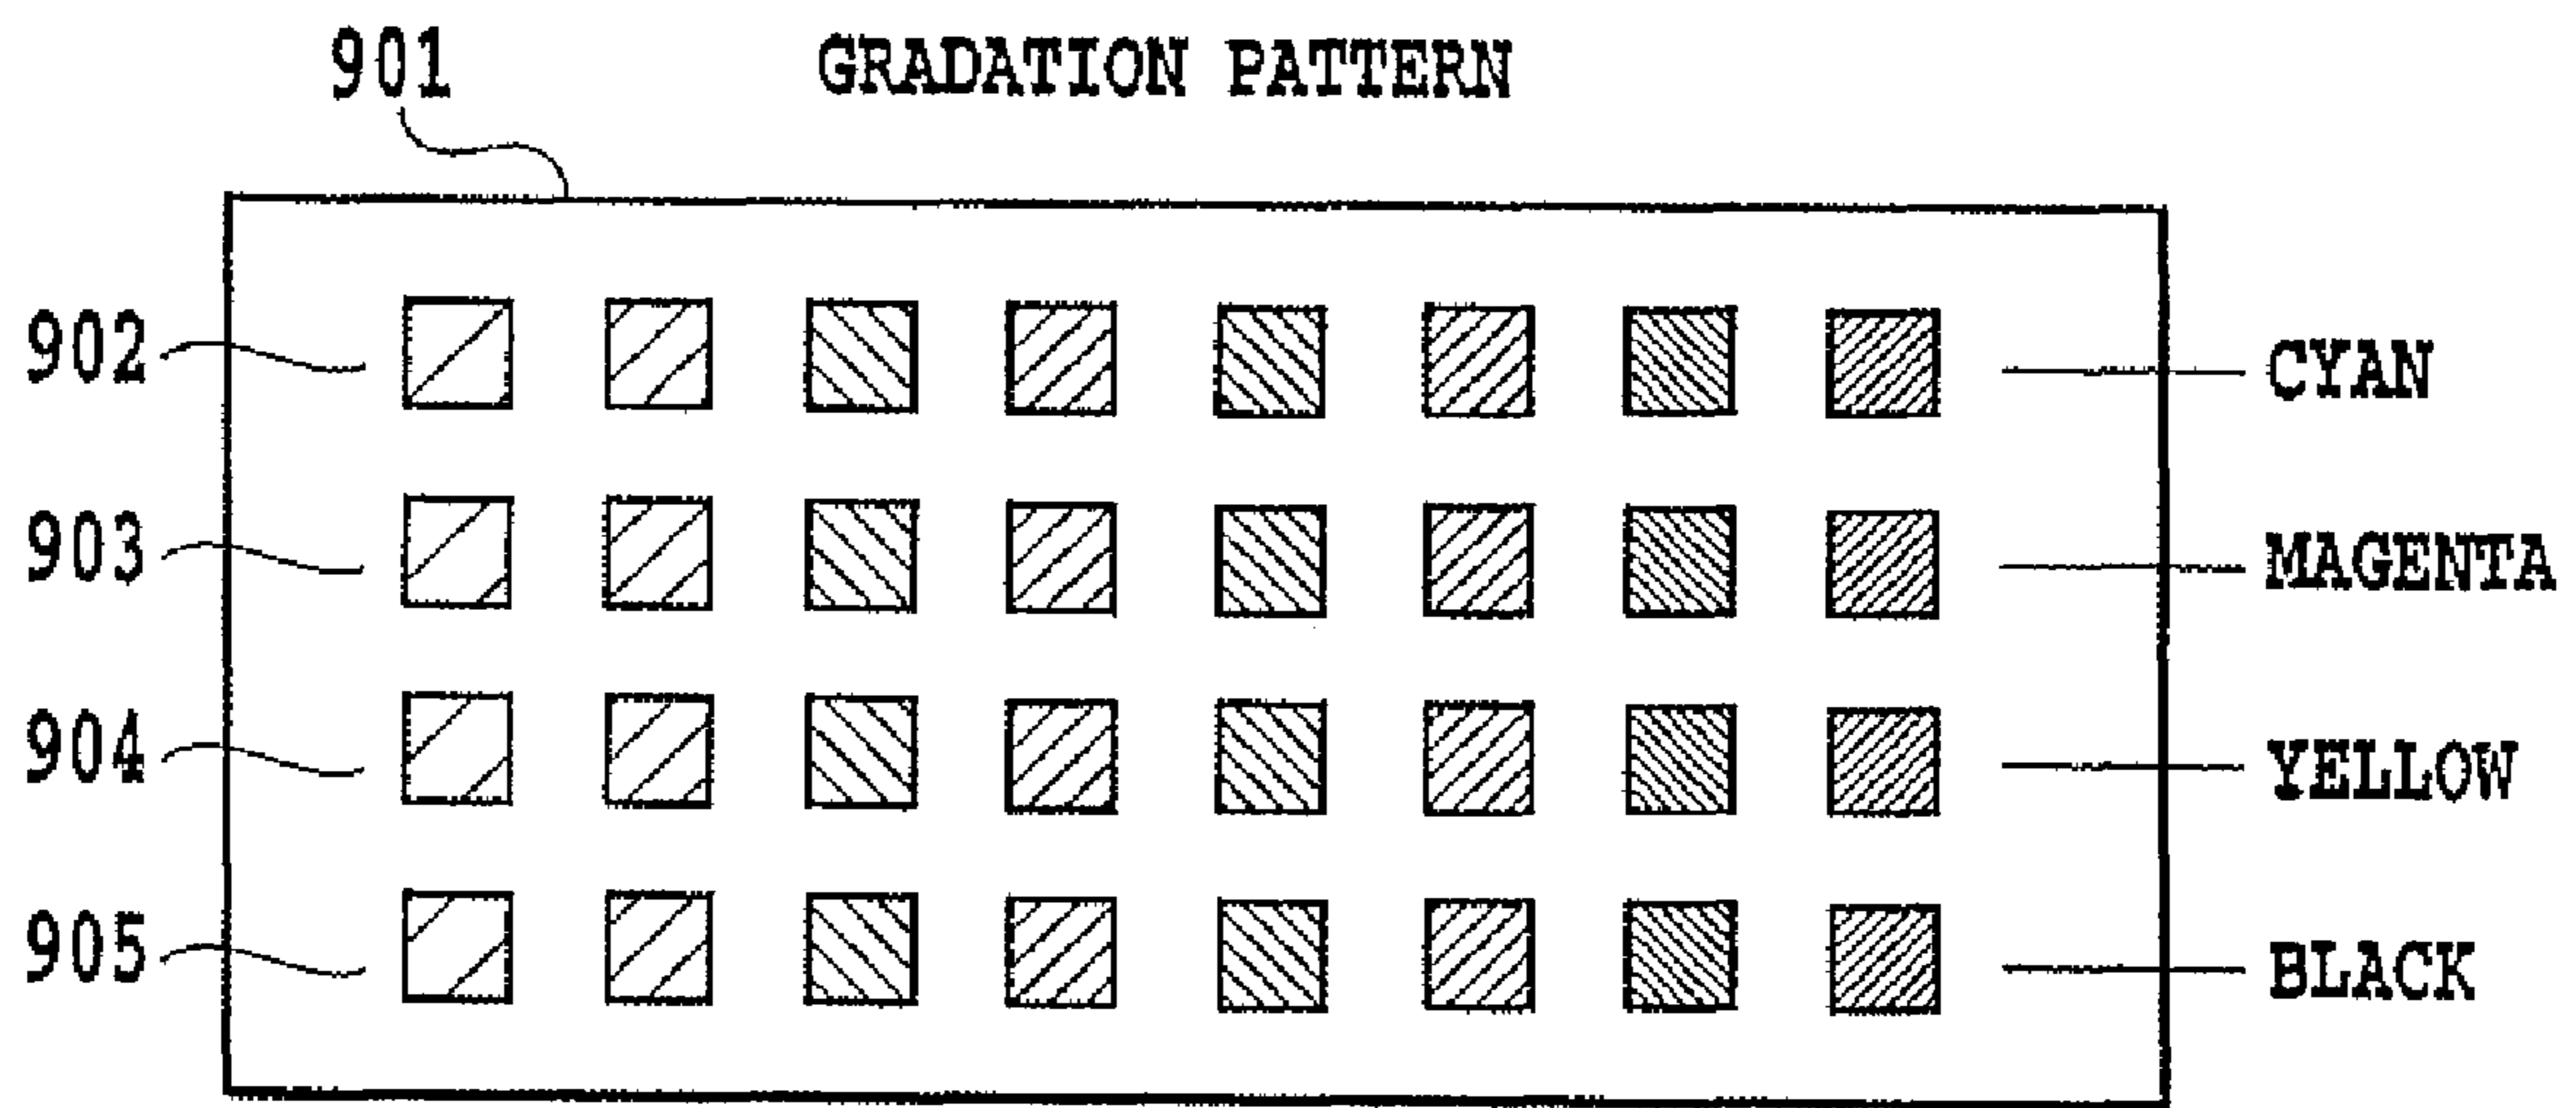 901 GRADATION PATTERN
902 CYAN
903 MAGENTA
904 YELLOW
905 BLACK